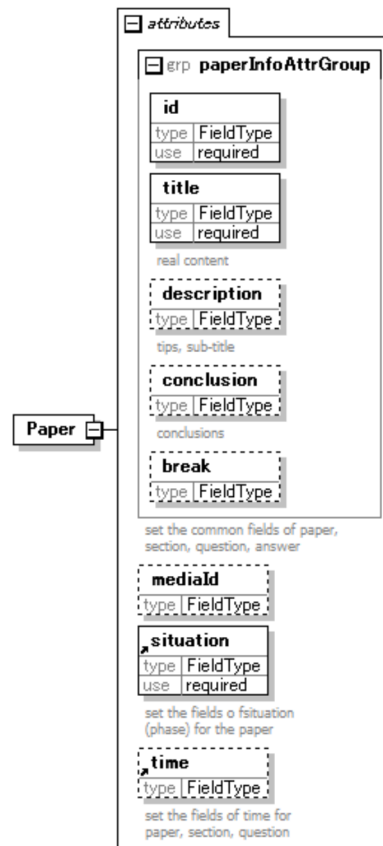 attributes
grp paperInfoAttrGroup
id
type FieldType
use required
title
type FieldType
use required
real content
description
type FieldType
tips, sub-title
conclusion
type FieldType
conclusions
Paper
break
type FieldType
set the common fields of paper,
section, question, answer
mediaId
type FieldType
situation
type FieldType
use required
set the fields o fsituation
(phase) for the paper
time
type FieldType
set the fields of time for
paper, section, question